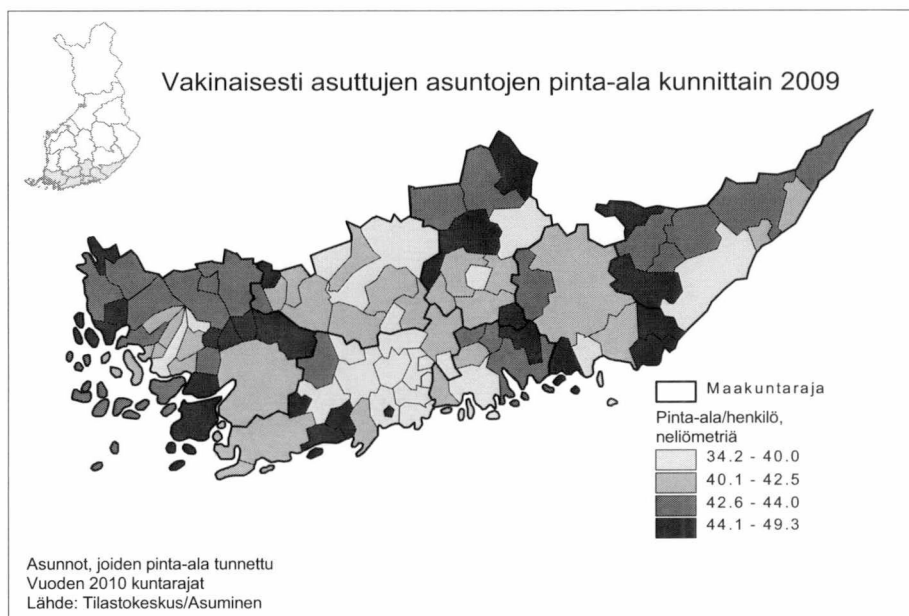 Vakinaisesti asuttujen asuntojen pinta-ala kunnittain 2009
Maakuntaraja
Pinta-ala/henkilö,
neliömetriä
34.2 - 40.0
40.1 - 42.5
42.6 - 44.0
44.1 - 49.3
Asunnot, joiden pinta-ala tunnettu
Vuoden 2010 kuntarajat
Lähde: Tilastokeskus/Asuminen